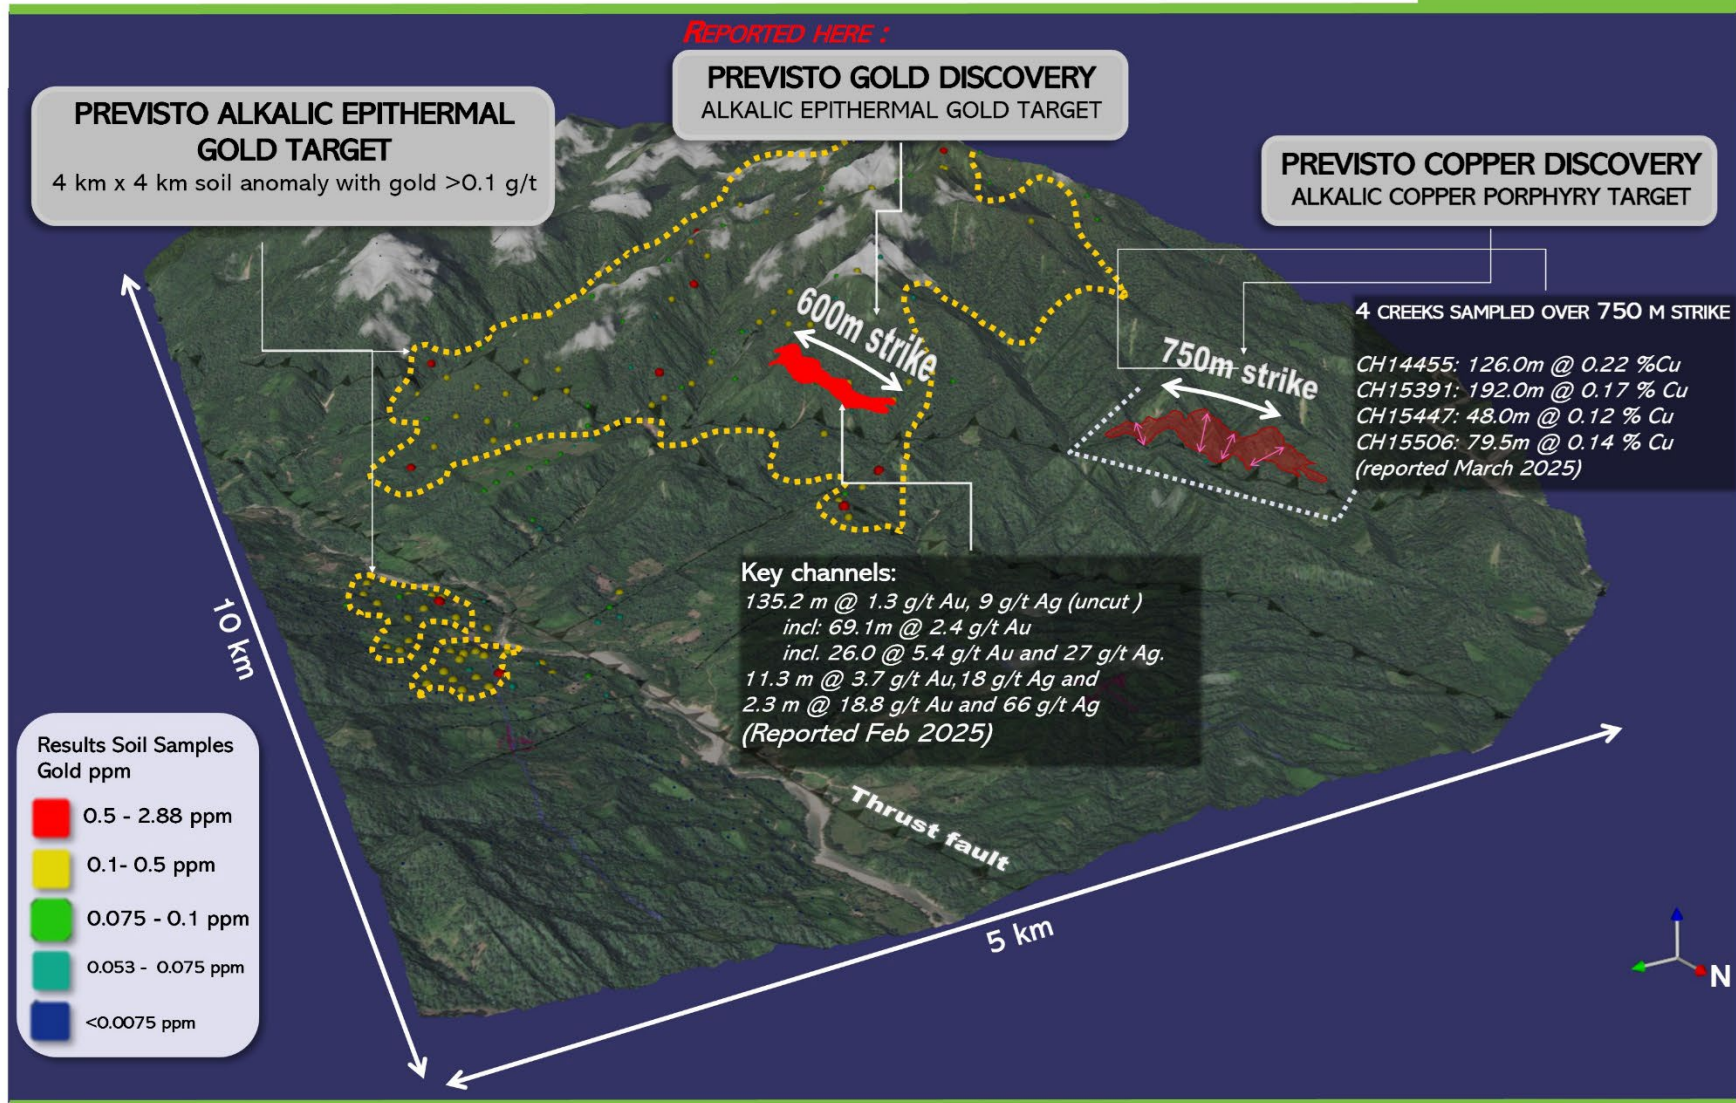 REPORTED HERE :
PREVISTO GOLD DISCOVERY
ALKALIC EPITHERMAL GOLD TARGET
PREVISTO ALKALIC EPITHERMAL
GOLD TARGET
4 km x 4 km soil anomaly with gold >0.1 g/t
PREVISTO COPPER DISCOVERY
ALKALIC COPPER PORPHYRY TARGET
600m strike
750m strike
4 CREEKS SAMPLED OVER 750 M STRIKE
CH14455: 126.0m @ 0.22 %Cu
CH15391: 192.0m @ 0.17 % Cu
CH15447: 48.0m @ 0.12 % Cu
CH15506: 79.5m @ 0.14 % Cu
(reported March 2025)
Key channels:
135.2 m @ 1.3 g/t Au, 9 g/t Ag (uncut )
incl: 69.1m @ 2.4 g/t Au
incl. 26.0 @ 5.4 g/t Au and 27 g/t Ag.
11.3 m @ 3.7 g/t Au,18 g/t Ag and
2.3 m @ 18.8 g/t Au and 66 g/t Ag
(Reported Feb 2025)
10 km
Thrust fault
5 km
Results Soil Samples
Gold ppm
0.5 - 2.88 ppm
0.1- 0.5 ppm
0.075 - 0.1 ppm
0.053 - 0.075 ppm
<0.0075 ppm
N